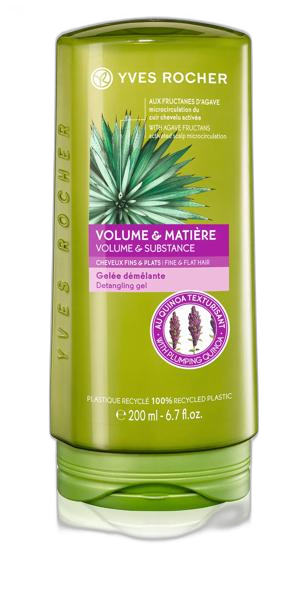 YVES ROCHER
AUX FRUCTANES D'AGAVE
microcirculation du
cuir chevelu activée
WITH AGAVE FRUCTANS
activated scalp microcirculation
YVES ROCHER
VOLUME & MATIÈRE
VOLUME & SUBSTANCE
CHEVEUX FINS & PLATS | FINE & FLAT HAIR
Gelée démêlante
Detangling gel
AU QUINOA TEXTURISANT
WITH PLUMPING QUINOA
PLASTIQUE RECYCLÉ 100% RECYCLED PLASTIC
℮ 200 ml - 6.7 fl.oz.